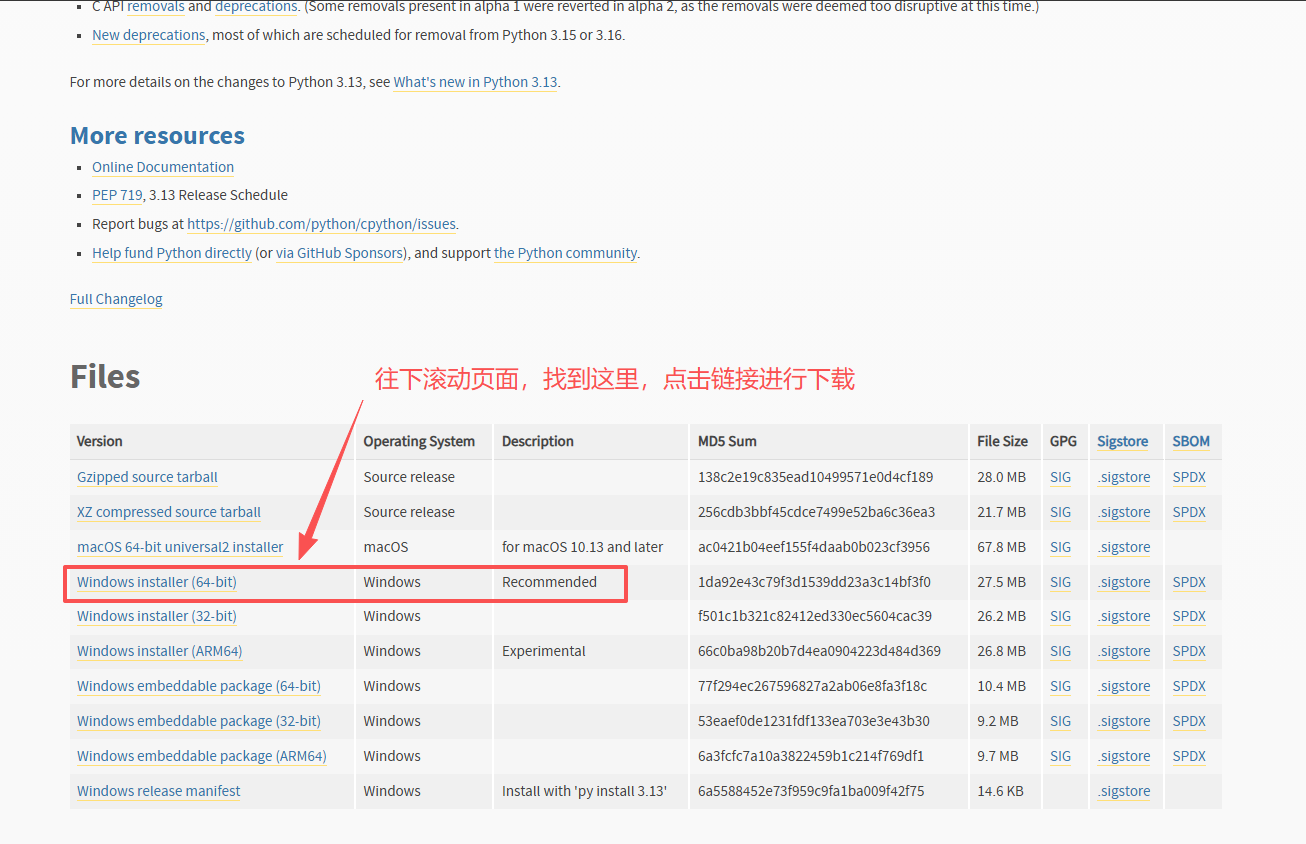 C API removals and deprecations. (Some removals present in alpha 1 were reverted in alpha 2, as the removals were deemed too disruptive at this time.)
New deprecations, most of which are scheduled for removal from Python 3.15 or 3.16.
For more details on the changes to Python 3.13, see What's new in Python 3.13.
More resources
Online Documentation
PEP 719, 3.13 Release Schedule
Report bugs at https://github.com/python/cpython/issues.
Help fund Python directly (or via GitHub Sponsors), and support the Python community.
Full Changelog
Files
往下滚动页面，找到这里，点击链接进行下载
Version Operating System Description MD5 Sum File Size GPG Sigstore SBOM
Gzipped source tarball Source release 138c2e19c835ead10499571e0d4cf189 28.0 MB SIG .sigstore SPDX
XZ compressed source tarball Source release 256cdb3bbf45cdce7499e52ba6c36ea3 21.7 MB SIG .sigstore SPDX
macOS 64-bit universal2 installer macOS for macOS 10.13 and later ac0421b04eef155f4daab0b023cf3956 67.8 MB SIG .sigstore
Windows installer (64-bit) Windows Recommended 1da92e43c79f3d1539dd23a3c14bf3f0 27.5 MB SIG .sigstore SPDX
Windows installer (32-bit) Windows f501c1b321c82412ed330ec5604cac39 26.2 MB SIG .sigstore SPDX
Windows installer (ARM64) Windows Experimental 66c0ba98b20b7d4ea0904223d484d369 26.8 MB SIG .sigstore SPDX
Windows embeddable package (64-bit) Windows 77f294ec267596827a2ab06e8fa3f18c 10.4 MB SIG .sigstore SPDX
Windows embeddable package (32-bit) Windows 53eaef0de1231fdf133ea703e3e43b30 9.2 MB SIG .sigstore SPDX
Windows embeddable package (ARM64) Windows 6a3fcfc7a10a3822459b1c214f769df1 9.7 MB SIG .sigstore SPDX
Windows release manifest Windows Install with 'py install 3.13' 6a5588452e73f959c9fa1ba009f42f75 14.6 KB .sigstore